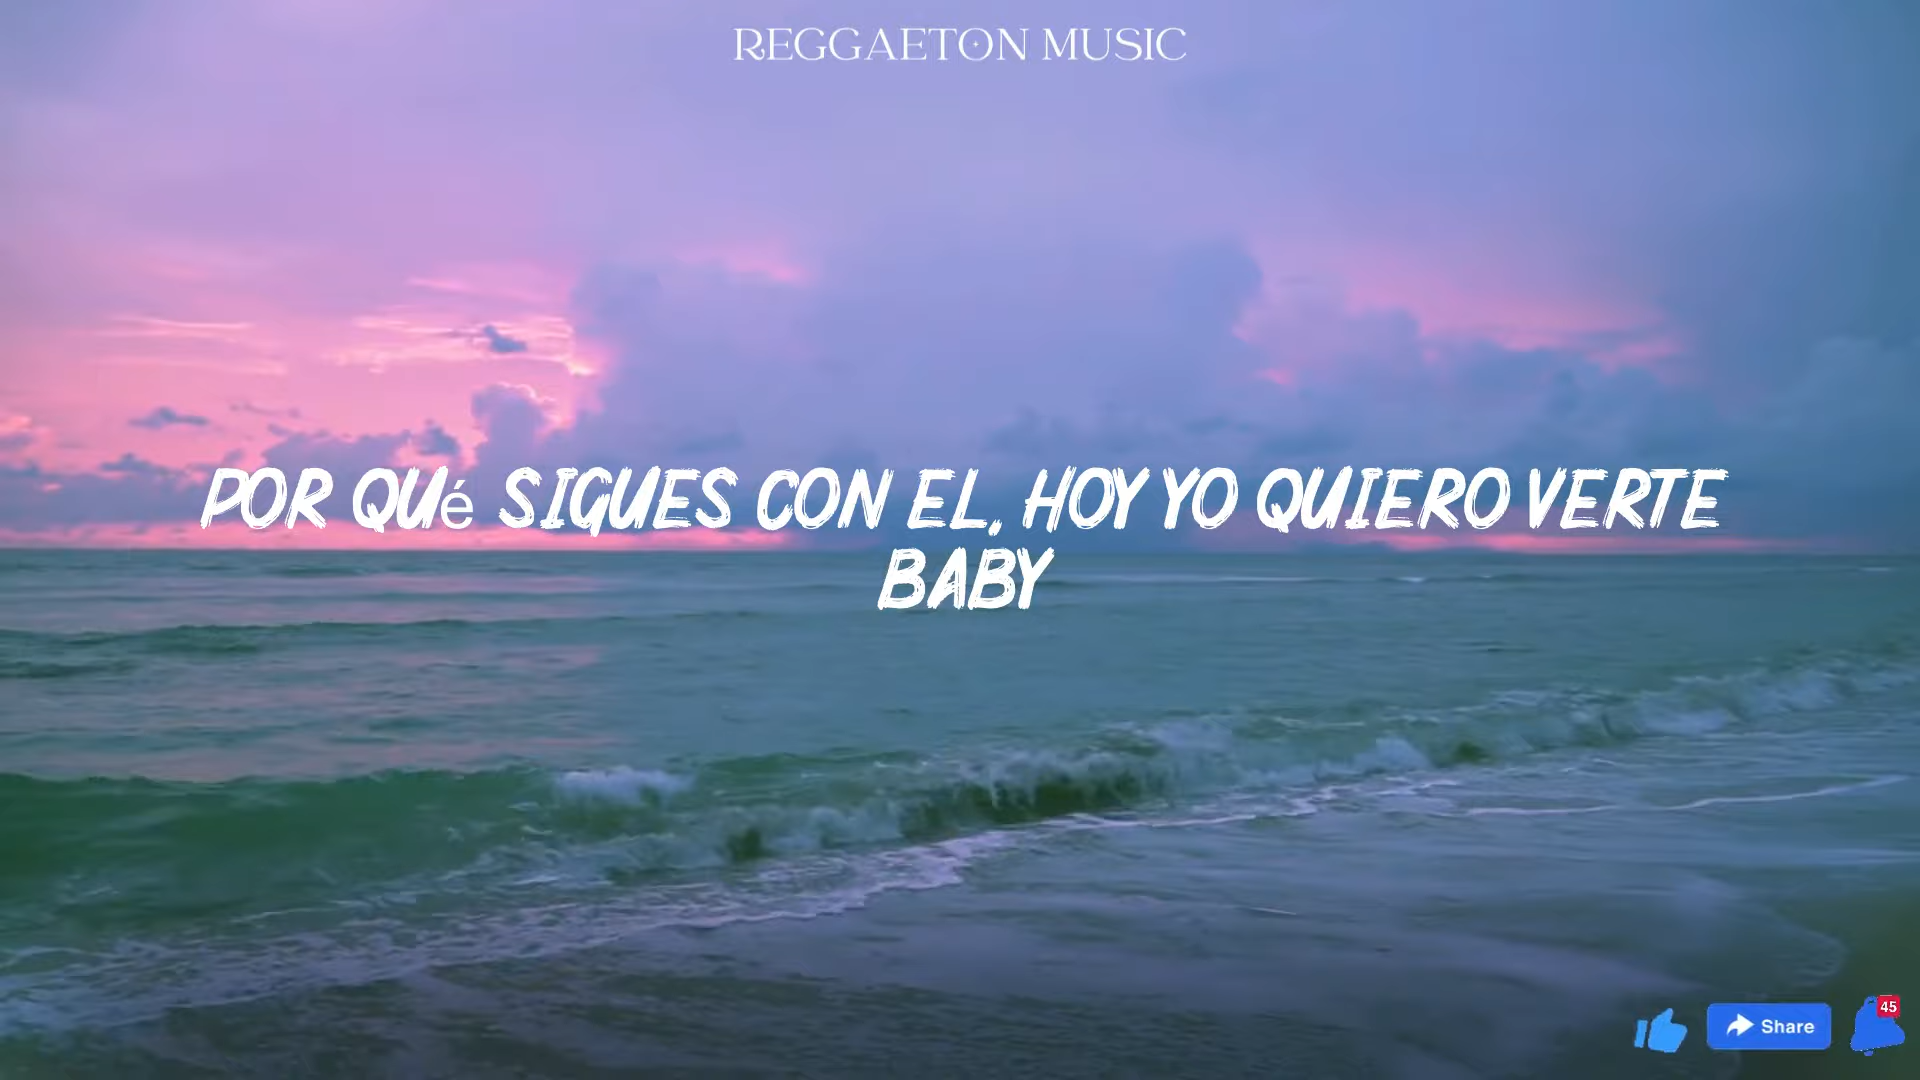 REGGAETON MUSIC
POR QUé SIGUES CON EL, HOY YO QUIERO VERTE
BABY
45
Share